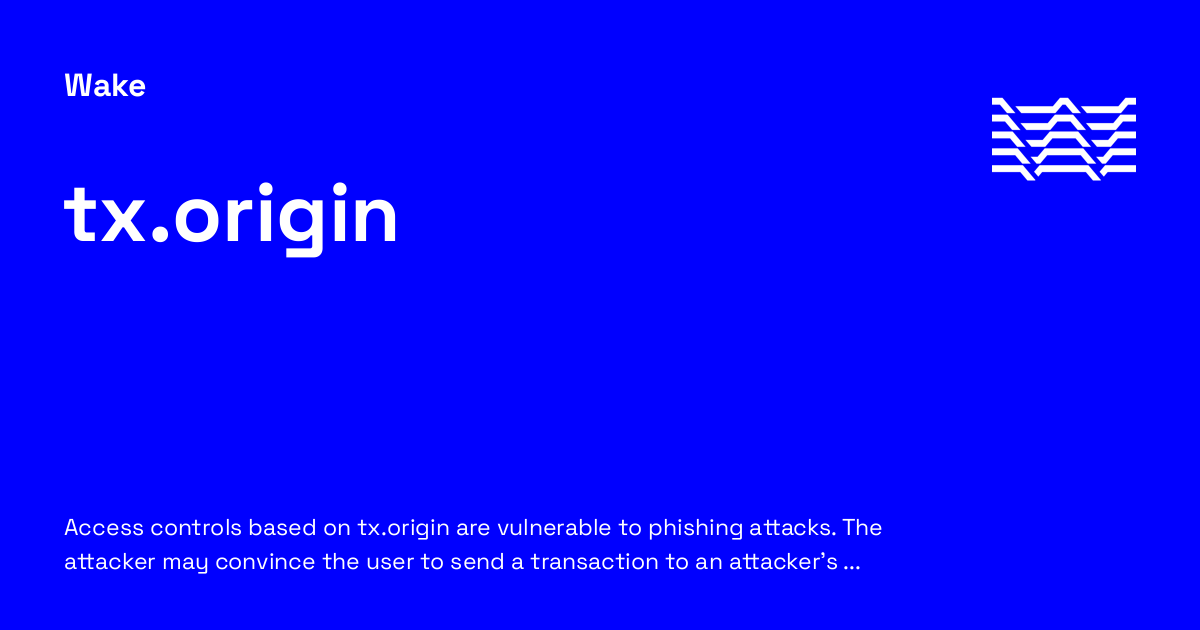 Wake
tx.origin
Access controls based on tx.origin are vulnerable to phishing attacks. The
attacker may convince the user to send a transaction to an attacker’s ...